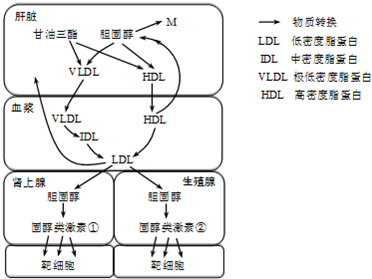 肝脏
甘油三酯 胆固醇 M
VLDL HDL
血浆
VLDL HDL
IDL
LDL
肾上腺 生殖腺
胆固醇 胆固醇
固醇类激素① 固醇类激素②
靶细胞 靶细胞
物质转换
LDL 低密度脂蛋白
IDL 中密度脂蛋白
VLDL 极低密度脂蛋白
HDL 高密度脂蛋白